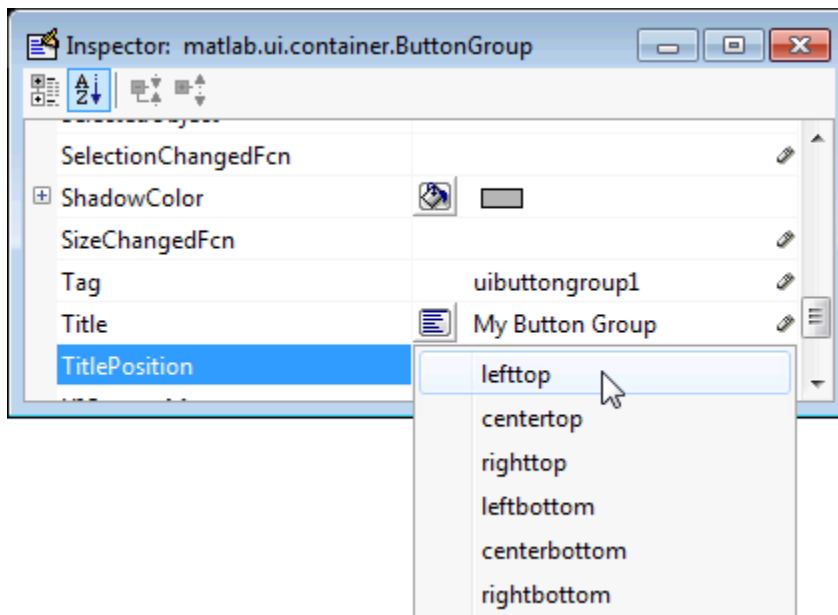 Inspector: matlab.ui.container.ButtonGroup
SelectionChangedFcn
ShadowColor
SizeChangedFcn
Tag uibuttongroup1
Title My Button Group
TitlePosition
lefttop
centertop
righttop
leftbottom
centerbottom
rightbottom